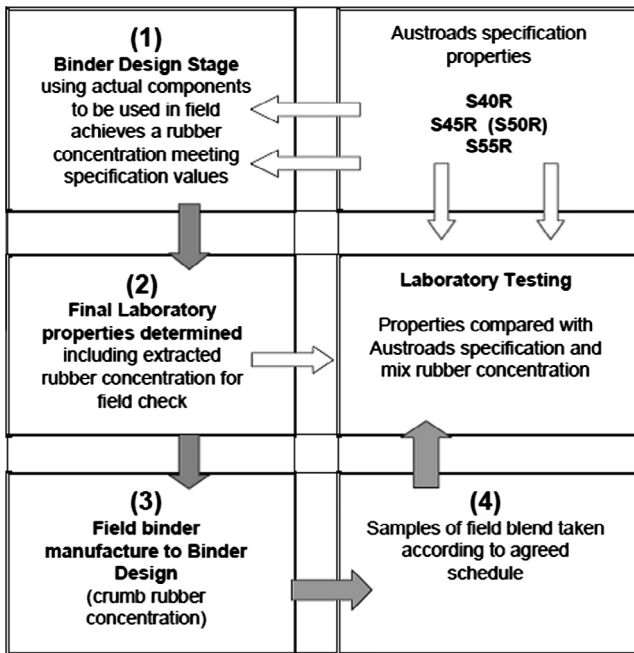 (1)
Binder Design Stage
using actual components
to be used in field
achieves a rubber
concentration meeting
specification values
Austroads specification
properties
S40R
S45R (S50R)
S55R
(2)
Final Laboratory
properties determined
including extracted
rubber concentration for
field check
Laboratory Testing
Properties compared with
Austroads specification and
mix rubber concentration
(3)
Field binder
manufacture to Binder
Design
(crumb rubber
concentration)
(4)
Samples of field blend taken
according to agreed
schedule